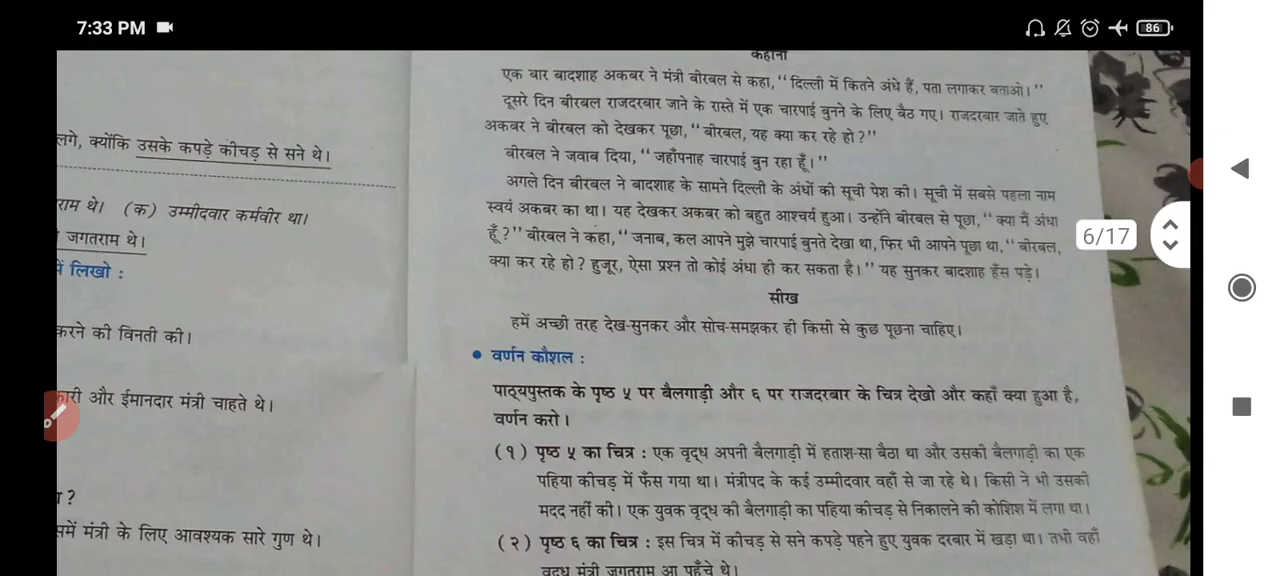 7:33 PM
86
लगे, क्योंकि उसके कपड़े कीचड़ से सने थे।
राम थे। (क) उम्मीदवार कर्मवीर था।
जगतराम थे।
में लिखो :
करने की विनती की।
कारी और ईमानदार मंत्री चाहते थे।
?
समें मंत्री के लिए आवश्यक सारे गुण थे।
कहानी
एक बार बादशाह अकबर ने मंत्री बीरबल से कहा, “दिल्ली में कितने अंधे हैं, पता लगाकर बताओ।”
दूसरे दिन बीरबल राजदरबार जाने के रास्ते में एक चारपाई बुनने के लिए बैठ गए। राजदरबार जाते हुए
अकबर ने बीरबल को देखकर पूछा, “बीरबल, यह क्या कर रहे हो?”
बीरबल ने जवाब दिया, “जहाँपनाह चारपाई बुन रहा हूँ।”
अगले दिन बीरबल ने बादशाह के सामने दिल्ली के अंधों की सूची पेश की। सूची में सबसे पहला नाम
स्वयं अकबर का था। यह देखकर अकबर को बहुत आश्चर्य हुआ। उन्होंने बीरबल से पूछा, “क्या मैं अंधा
हूँ?” बीरबल ने कहा, “जनाब, कल आपने मुझे चारपाई बुनते देखा था, फिर भी आपने पूछा था, “बीरबल,
क्या कर रहे हो? हुजूर, ऐसा प्रश्न तो कोई अंधा ही कर सकता है।” यह सुनकर बादशाह हँस पड़े।
सीख
हमें अच्छी तरह देख-सुनकर और सोच-समझकर ही किसी से कुछ पूछना चाहिए।
• वर्णन कौशल :
पाठ्यपुस्तक के पृष्ठ ५ पर बैलगाड़ी और ६ पर राजदरबार के चित्र देखो और कहाँ क्या हुआ है,
वर्णन करो।
(१) पृष्ठ ५ का चित्र : एक वृद्ध अपनी बैलगाड़ी में हताश-सा बैठा था और उसकी बैलगाड़ी का एक
पहिया कीचड़ में फँस गया था। मंत्रीपद के कई उम्मीदवार वहाँ से जा रहे थे। किसी ने भी उसकी
मदद नहीं की। एक युवक वृद्ध की बैलगाड़ी का पहिया कीचड़ से निकालने की कोशिश में लगा था।
(२) पृष्ठ ६ का चित्र : इस चित्र में कीचड़ से सने कपड़े पहने हुए युवक दरबार में खड़ा था। तभी वहाँ
वृद्ध मंत्री जगतराम आ पहुँचे थे।
6/17